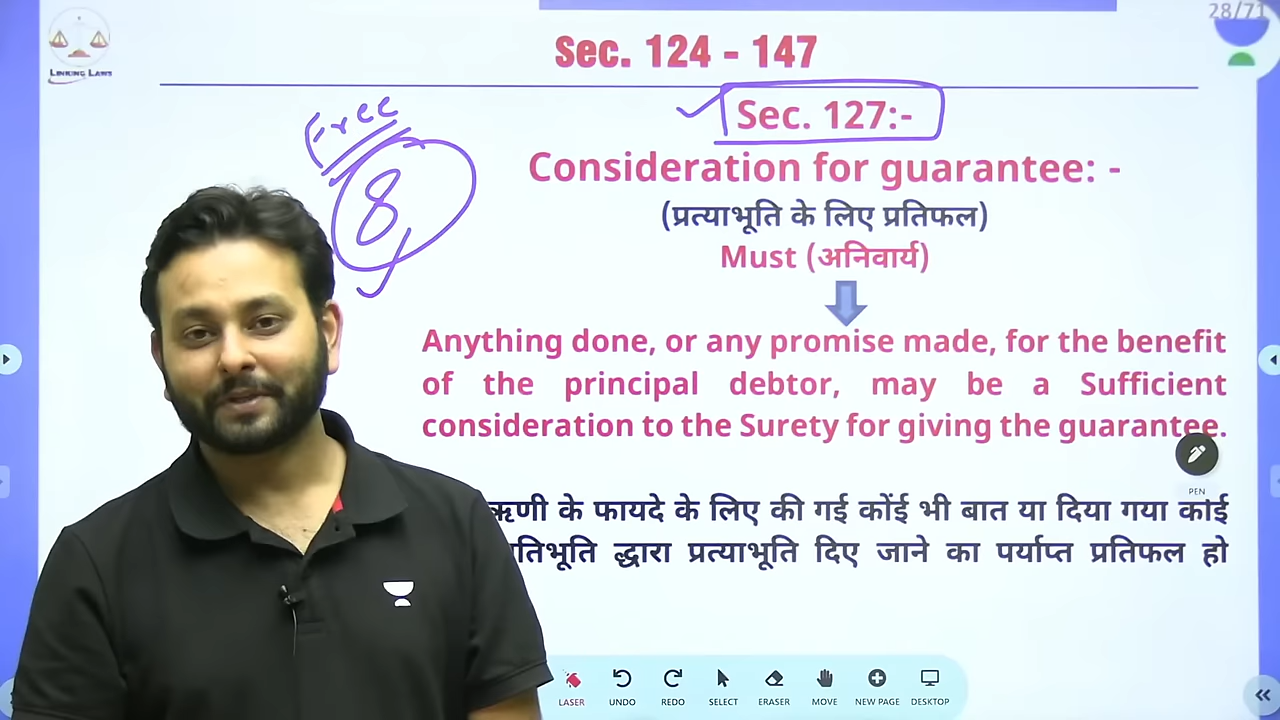 28/71
LINKING LAWS
Sec. 124 - 147
Free
8
Sec. 127:-
Consideration for guarantee: -
(प्रत्याभूति के लिए प्रतिफल)
Must (अनिवार्य)
Anything done, or any promise made, for the benefit
of the principal debtor, may be a Sufficient
consideration to the Surety for giving the guarantee.
PEN
ऋणी के फायदे के लिए की गई कोंई भी बात या दिया गया कोई
द्धारा प्रत्याभूति दिए जाने का पर्याप्त प्रतिफल हो
LASER
UNDO
REDO
SELECT
ERASER
MOVE
NEW PAGE
DESKTOP